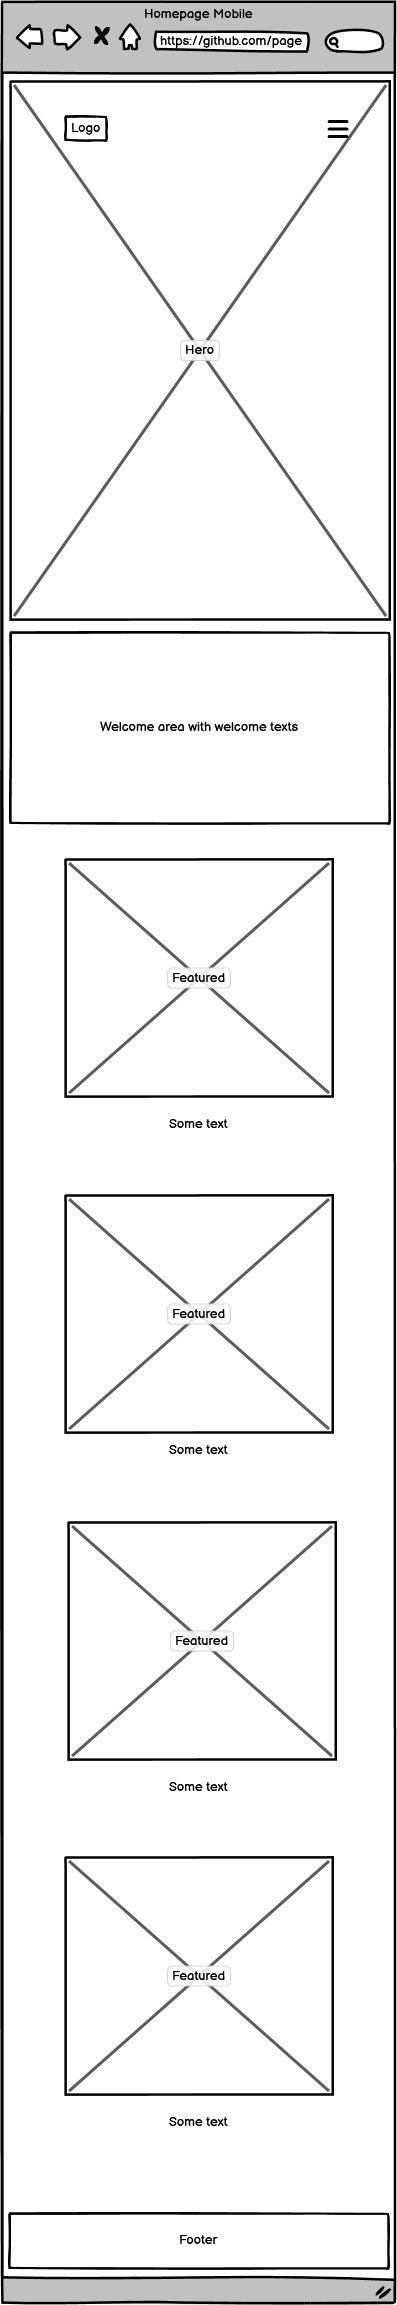 Homepage Mobile
https://github.com/page
Logo
Hero
Welcome area with welcome texts
Featured
Some text
Featured
Some text
Featured
Some text
Featured
Some text
Footer